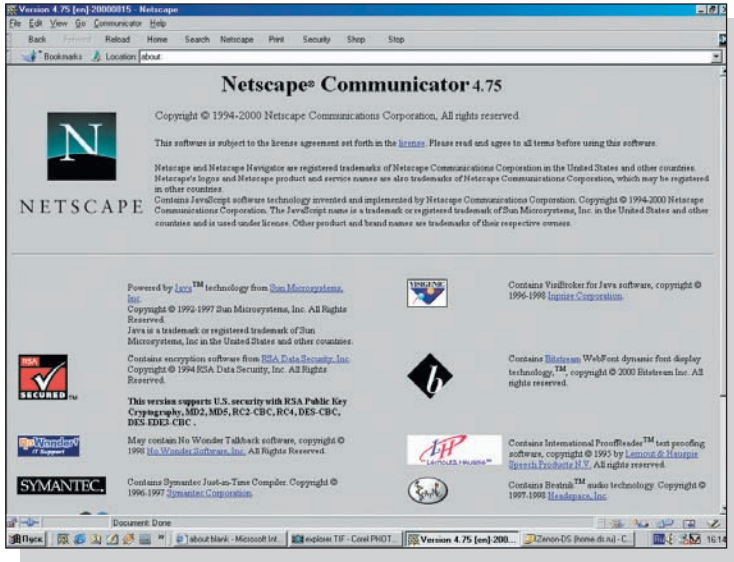 Version 4.75 [en]-20000815 - Netscape
File Edit View Go Communicator Help
Back Forward Reload Home Search Netscape Print Security Shop Stop
Bookmarks Location: about:
Netscape® Communicator 4.75
Copyright © 1994-2000 Netscape Communications Corporation, All rights reserved.
This software is subject to the license agreement set forth in the license. Please read and agree to all terms before using this software.
Netscape and Netscape Navigator are registered trademarks of Netscape Communications Corporation in the United States and other countries.
Netscape's logos and Netscape product and service names are also trademarks of Netscape Communications Corporation, which may be registered
in other countries.
Contains JavaScript software technology invented and implemented by Netscape Communications Corporation. Copyright © 1994-2000 Netscape
Communications Corporation. The JavaScript name is a trademark or registered trademark of Sun Microsystems, Inc. in the United States and other
countries and is used under license. Other product and brand names are trademarks of their respective owners.
N
NETSCAPE
Powered by Java™ technology from Sun Microsystems,
Inc.
Copyright © 1992-1997 Sun Microsystems, Inc. All Rights
Reserved.
Java is a trademark or registered trademark of Sun
Microsystems, Inc in the United States and other countries.
VISIGENIC
Contains VisiBroker for Java software, copyright ©
1996-1998 Inprise Corporation.
RSA
SECURED™
Contains encryption software from RSA Data Security, Inc.
Copyright © 1994 RSA Data Security, Inc. All Rights
Reserved.
This version supports U.S. security with RSA Public Key
Cryptography, MD2, MD5, RC2-CBC, RC4, DES-CBC,
DES-EDE3-CBC .
b
Contains Bitstream WebFont dynamic font display
technology,™, copyright © 2000 Bitstream Inc. All
rights reserved.
NoWonder!
IT Support
May contain No Wonder Talkback software, copyright ©
1998 No Wonder Software, Inc. All Rights Reserved.
LH
LERNOUT & HAUSPIE™
Contains International ProofReader™ text proofing
software, copyright © 1995 by Lernout & Hauspie
Speech Products N.V. All rights reserved.
SYMANTEC.
Contains Symantec Just-in-Time Compiler. Copyright ©
1996-1997 Symantec Corporation.
Contains Beatnik™ audio technology. Copyright ©
1997-1998 Headspace, Inc.
Document: Done
Пуск
about:blank - Microsoft Int...
explorer TIF - Corel PHOT...
Version 4.75 [en]-200...
Zenon-DS (home.ds.ru) - C...
Ru
16:14